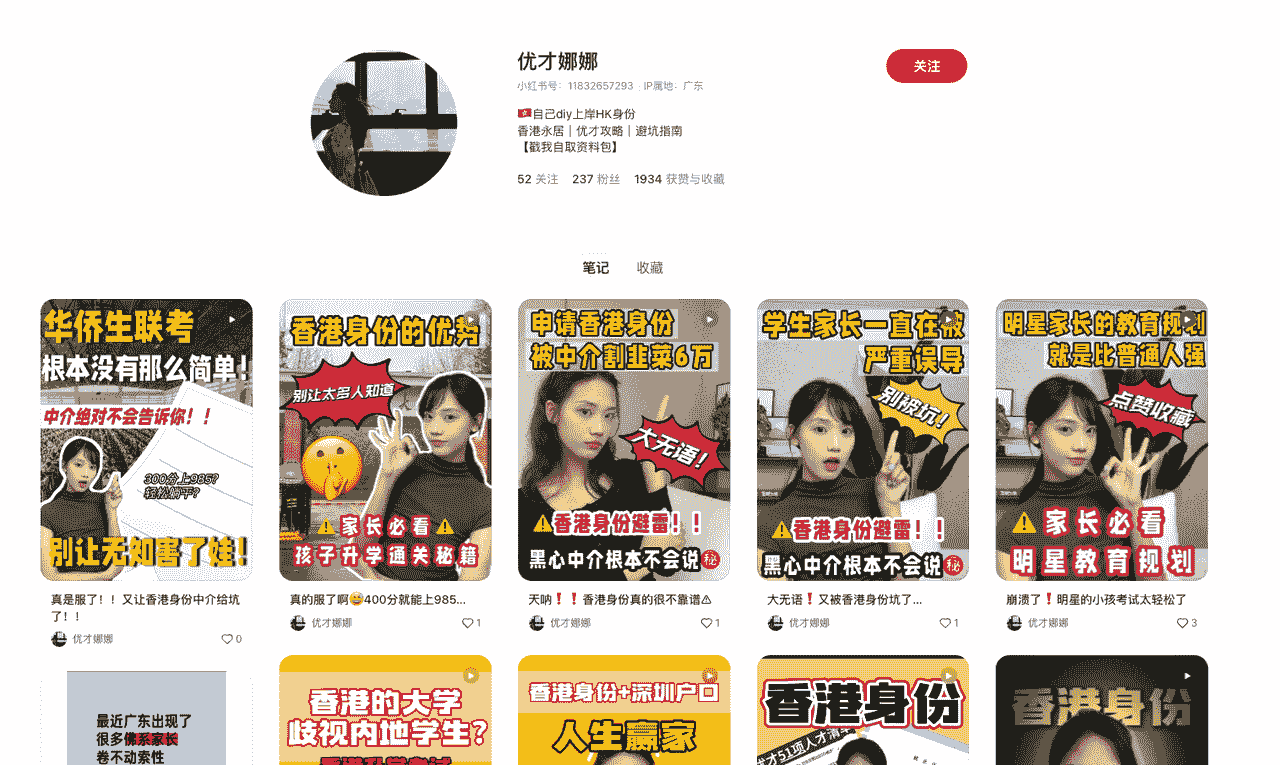 优才娜娜
关注
小红书号：11832657293 IP属地：广东
🇭🇰自己diy上岸HK身份
香港永居｜优才攻略｜避坑指南
【戳我自取资料包】
52 关注 237 粉丝 1934 获赞与收藏
笔记 收藏
华侨生联考
根本没有那么简单！
中介绝对不会告诉你！！
300分上985?
轻松躺平?
别让无知害了娃！
真是服了！！又让香港身份中介给坑
了！！
优才娜娜 0
香港身份的优势
别让太多人知道
⚠️家长必看⚠️
孩子升学通关秘籍
真的服了啊😅400分就能上985...
优才娜娜 1
申请香港身份
被中介割韭菜6万
大无语！
⚠️香港身份避雷！！
黑心中介根本不会说㊙️
天呐❗❗香港身份真的很不靠谱⚠
优才娜娜 1
学生家长一直在被
严重误导
别被坑！
⚠️香港身份避雷！！
黑心中介根本不会说㊙️
大无语❗又被香港身份坑了...
优才娜娜 1
明星家长的教育规划
就是比普通人强
点赞收藏
⚠️家长必看
明星教育规划
崩溃了❗明星的小孩考试太轻松了
优才娜娜 3
最近广东出现了
很多佛系家长
卷不动索性
香港的大学
歧视内地学生?
香港身份+深圳户口
人生赢家
香港身份
香港身份